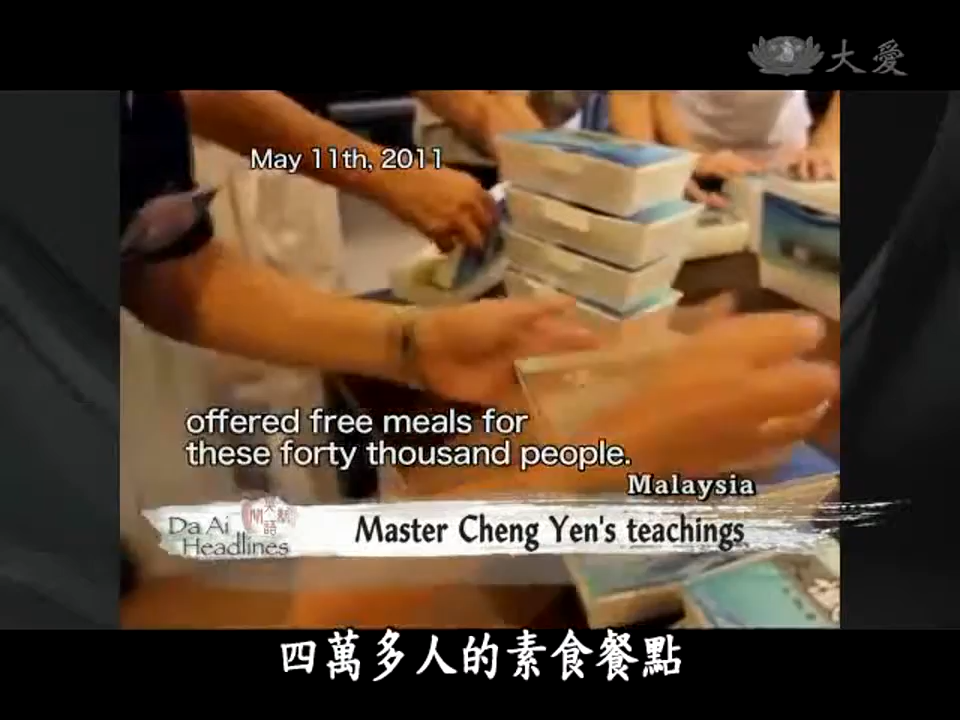 大愛
May 11th, 2011
offered free meals for
these forty thousand people.
Malaysia
Da Ai
Headlines
Master Cheng Yen's teachings
四萬多人的素食餐點